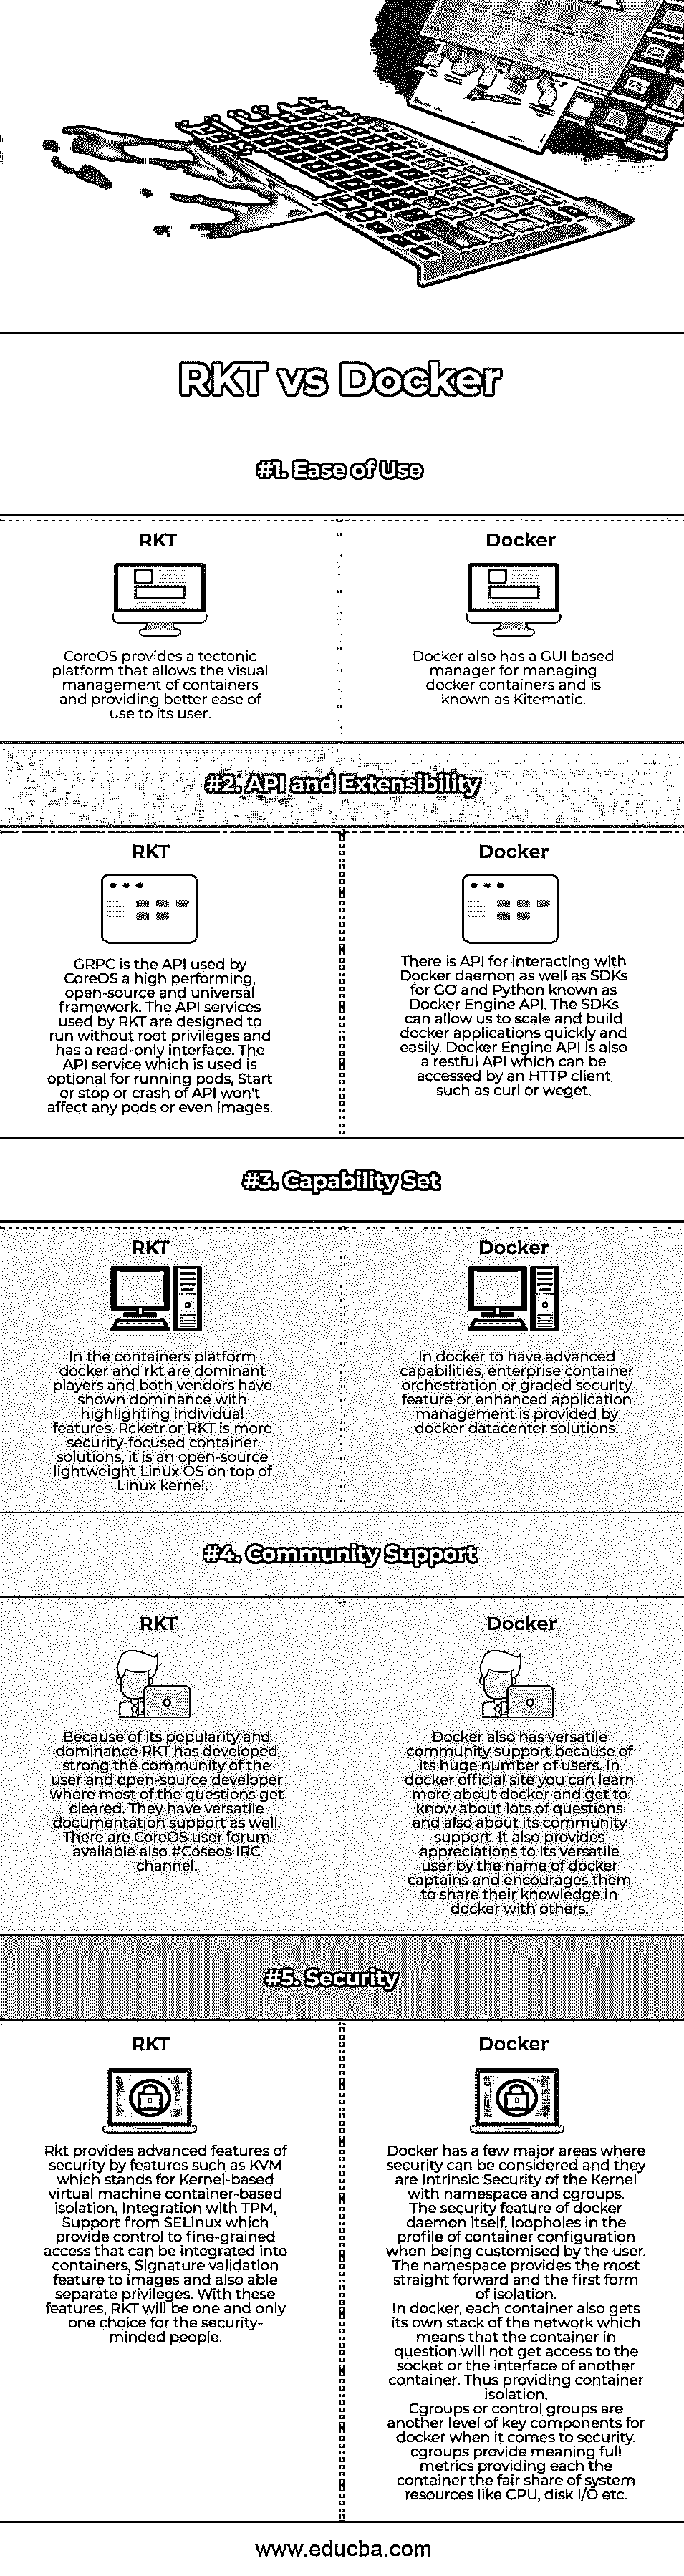 RKT vs Docker
#1. Ease of Use
RKT
CoreOS provides a tectonic
platform that allows the visual
management of containers
and providing better ease of
use to its user.
Docker
Docker also has a GUI based
manager for managing
docker containers and is
known as Kitematic.
#2. API and Extensibility
RKT
GRPC is the API used by
CoreOS a high performing,
open-source and universal
framework. The API services
used by RKT are designed to
run without root privileges and
has a read-only interface. The
API service which is used is
optional for running pods, Start
or stop or crash of API won't
affect any pods or even images.
Docker
There is API for interacting with
Docker daemon as well as SDKs
for GO and Python known as
Docker Engine API. The SDKs
can allow us to scale and build
docker applications quickly and
easily. Docker Engine API is also
a restful API which can be
accessed by an HTTP client
such as curl or weget.
#3. Capability Set
RKT
In the containers platform
docker and rkt are dominant
players and both vendors have
shown dominance with
highlighting individual
features. Rcketr or RKT is more
security-focused container
solutions, it is an open-source
lightweight Linux OS on top of
Linux kernel.
Docker
In docker to have advanced
capabilities, enterprise container
orchestration or graded security
feature or enhanced application
management is provided by
docker datacenter solutions.
#4. Community Support
RKT
Because of its popularity and
dominance RKT has developed
strong the community of the
user and open-source developer
where most of the questions get
cleared. They have versatile
documentation support as well.
There are CoreOS user forum
available also #Coseos IRC
channel.
Docker
Docker also has versatile
community support because of
its huge number of users. In
docker official site you can learn
more about docker and get to
know about lots of questions
and also about its community
support. It also provides
appreciations to its versatile
user by the name of docker
captains and encourages them
to share their knowledge in
docker with others.
#5. Security
RKT
Rkt provides advanced features of
security by features such as KVM
which stands for Kernel-based
virtual machine container-based
isolation, Integration with TPM,
Support from SELinux which
provide control to fine-grained
access that can be integrated into
containers, Signature validation
feature to images and also able
separate privileges. With these
features, RKT will be one and only
one choice for the security-
minded people.
Docker
Docker has a few major areas where
security can be considered and they
are Intrinsic Security of the Kernel
with namespace and cgroups.
The security feature of docker
daemon itself, loopholes in the
profile of container configuration
when being customised by the user.
The namespace provides the most
straight forward and the first form
of isolation.
In docker, each container also gets
its own stack of the network which
means that the container in
question will not get access to the
socket or the interface of another
container. Thus providing container
isolation.
Cgroups or control groups are
another level of key components for
docker when it comes to security.
cgroups provide meaning full
metrics providing each the
container the fair share of system
resources like CPU, disk I/O etc.
www.educba.com